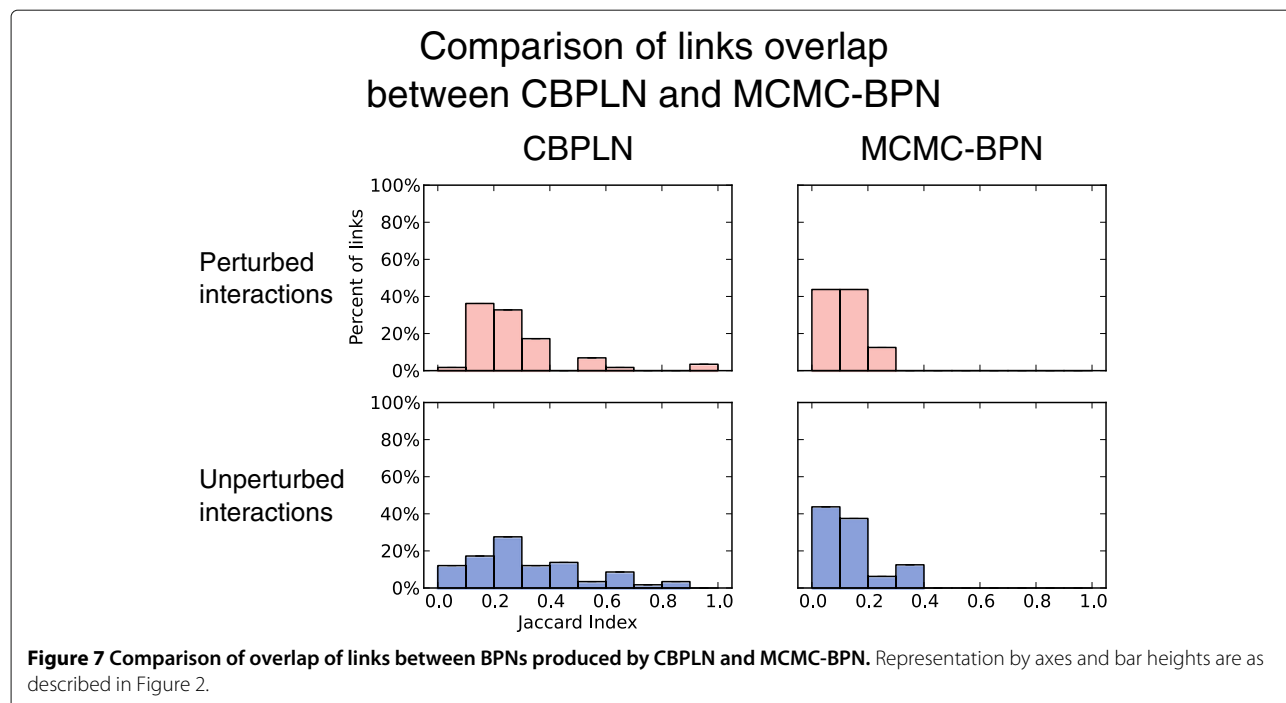 Comparison of links overlap
between CBPLN and MCMC-BPN
CBPLN
MCMC-BPN
Perturbed
interactions
Percent of links
100%
80%
60%
40%
20%
0%
Unperturbed
interactions
100%
80%
60%
40%
20%
0%
0.0 0.2 0.4 0.6 0.8 1.0
Jaccard Index
0.0 0.2 0.4 0.6 0.8 1.0
Figure 7 Comparison of overlap of links between BPNs produced by CBPLN and MCMC-BPN. Representation by axes and bar heights are as
described in Figure 2.